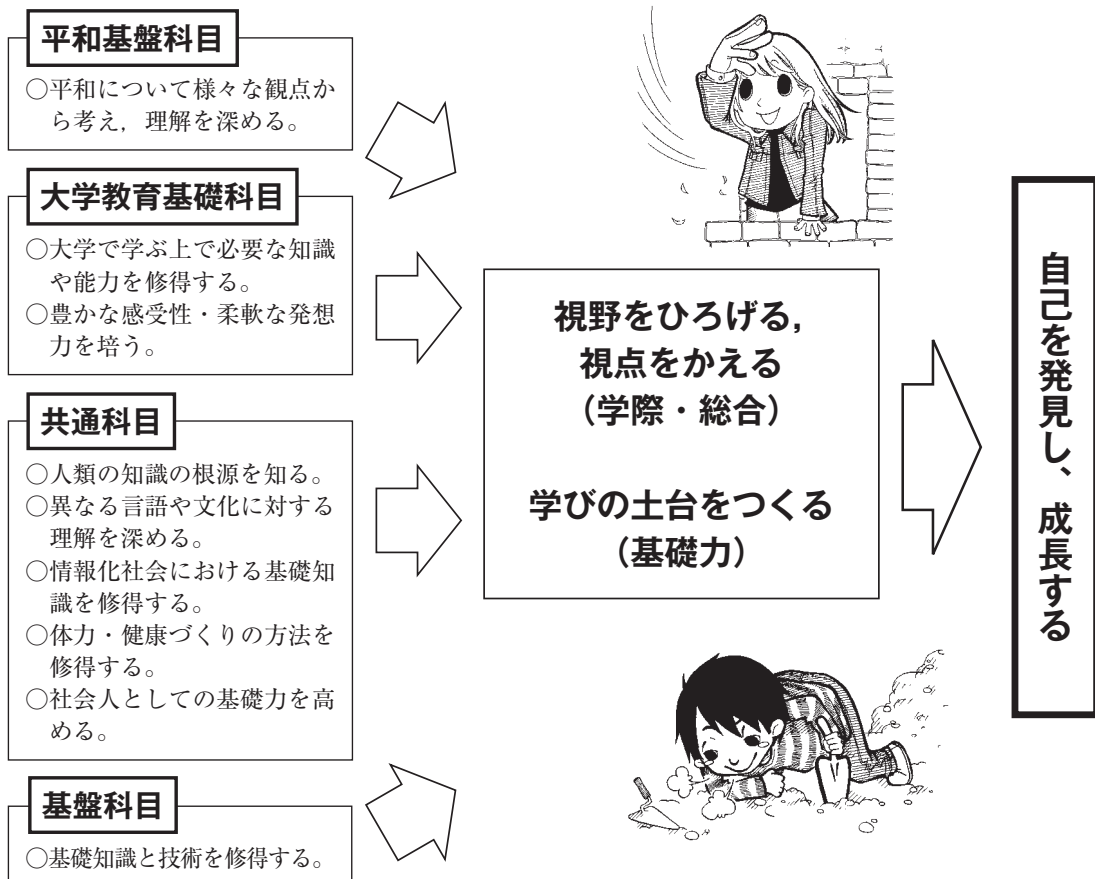 平和基盤科目
○平和について様々な観点か
ら考え，理解を深める。
大学教育基礎科目
○大学で学ぶ上で必要な知識
や能力を修得する。
○豊かな感受性・柔軟な発想
力を培う。
共通科目
○人類の知識の根源を知る。
○異なる言語や文化に対する
理解を深める。
○情報化社会における基礎知
識を修得する。
○体力・健康づくりの方法を
修得する。
○社会人としての基礎力を高
める。
基盤科目
○基礎知識と技術を修得する。
視野をひろげる，
視点をかえる
（学際・総合）
学びの土台をつくる
（基礎力）
自己を発見し、成長する